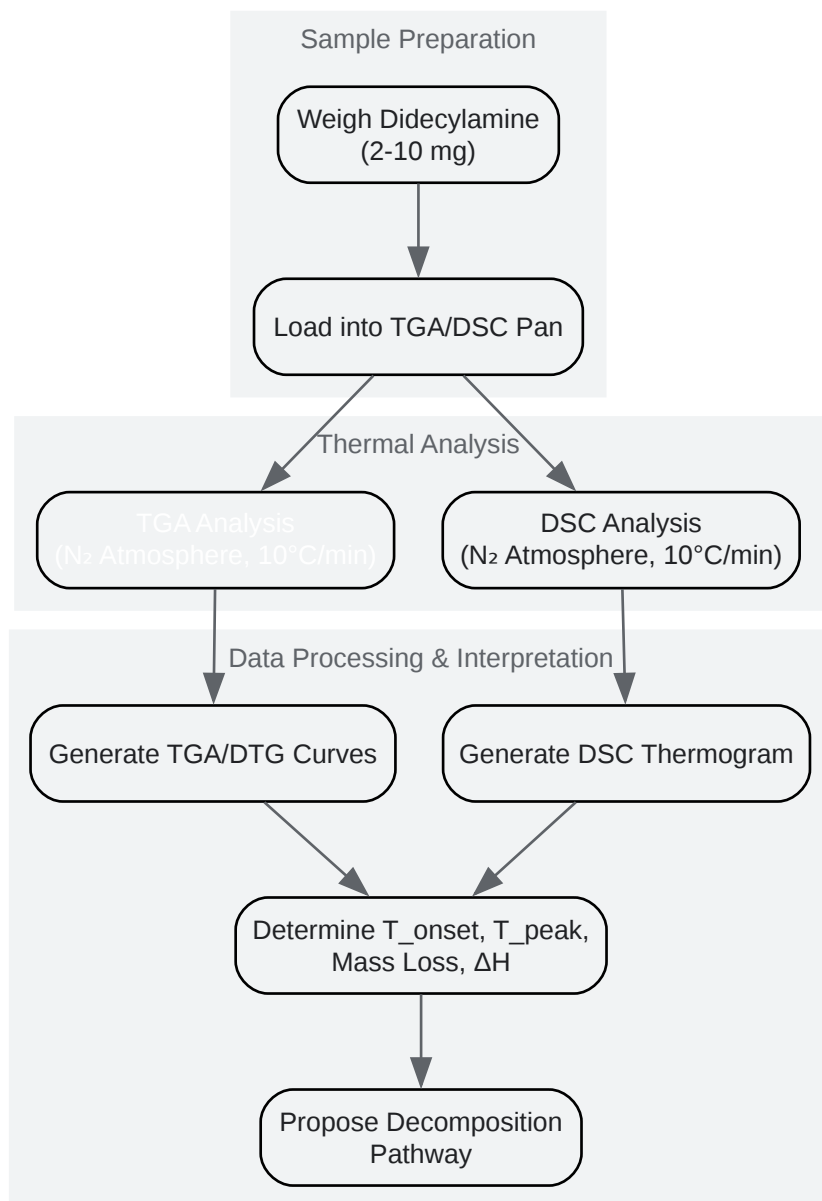 Sample Preparation
Weigh Didecylamine
(2-10 mg)
Load into TGA/DSC Pan
Thermal Analysis
TGA Analysis
(N₂ Atmosphere, 10°C/min)
DSC Analysis
(N₂ Atmosphere, 10°C/min)
Data Processing & Interpretation
Generate TGA/DTG Curves
Generate DSC Thermogram
Determine T_onset, T_peak,
Mass Loss, ΔH
Propose Decomposition
Pathway